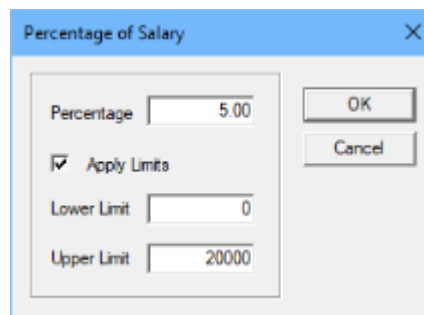 Percentage of Salary
Percentage 5.00
OK
Apply Limits
Cancel
Lower Limit 0
Upper Limit 20000